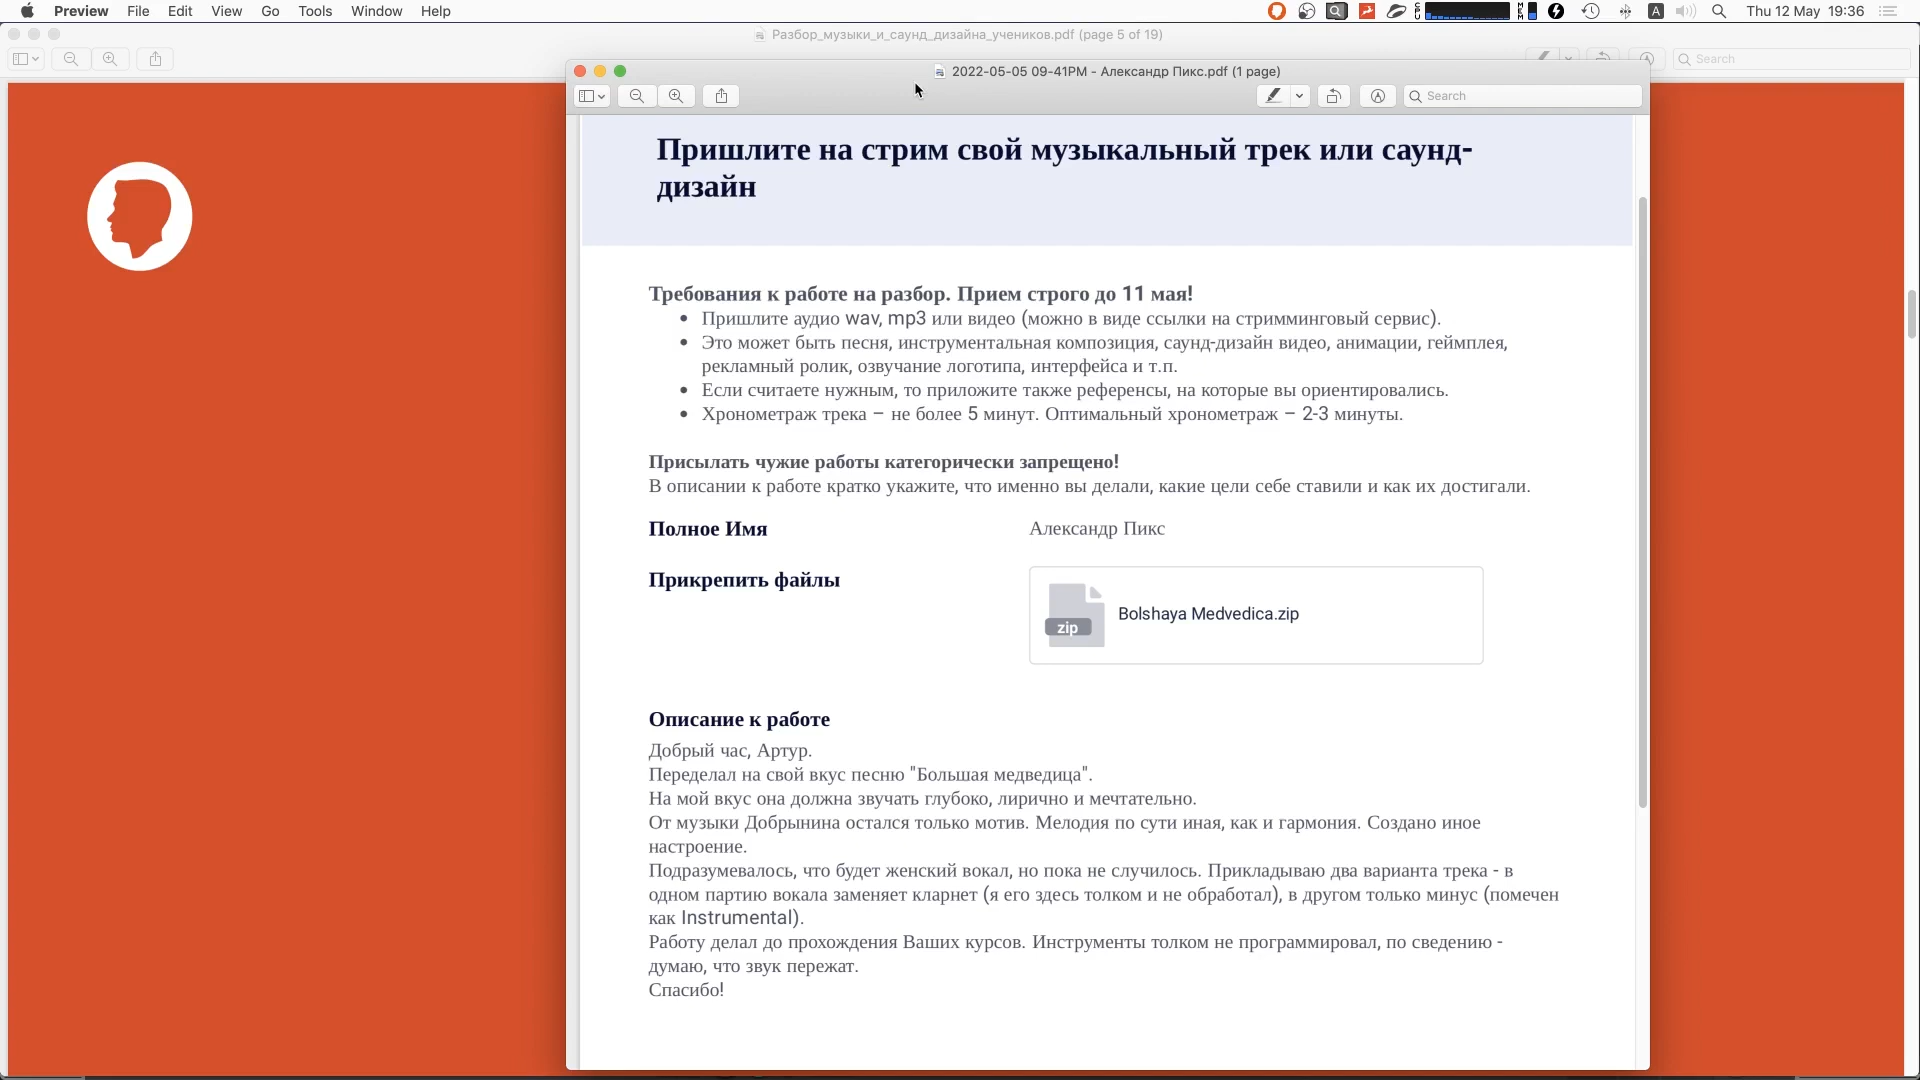 Preview File Edit View Go Tools Window Help
A Thu 12 May 19:36
Разбор_музыки_и_саунд_дизайна_учеников.pdf (page 5 of 19)
Search
2022-05-05 09-41PM - Александр Пикс.pdf (1 page)
Search
Пришлите на стрим свой музыкальный трек или саунд-
дизайн
Требования к работе на разбор. Прием строго до 11 мая!
• Пришлите аудио wav, mp3 или видео (можно в виде ссылки на стримминговый сервис).
• Это может быть песня, инструментальная композиция, саунд-дизайн видео, анимации, геймплея,
рекламный ролик, озвучание логотипа, интерфейса и т.п.
• Если считаете нужным, то приложите также референсы, на которые вы ориентировались.
• Хронометраж трека – не более 5 минут. Оптимальный хронометраж – 2-3 минуты.
Присылать чужие работы категорически запрещено!
В описании к работе кратко укажите, что именно вы делали, какие цели себе ставили и как их достигали.
Полное Имя Александр Пикс
Прикрепить файлы
zip Bolshaya Medvedica.zip
Описание к работе
Добрый час, Артур.
Переделал на свой вкус песню "Большая медведица".
На мой вкус она должна звучать глубоко, лирично и мечтательно.
От музыки Добрынина остался только мотив. Мелодия по сути иная, как и гармония. Создано иное
настроение.
Подразумевалось, что будет женский вокал, но пока не случилось. Прикладываю два варианта трека - в
одном партию вокала заменяет кларнет (я его здесь толком и не обработал), в другом только минус (помечен
как Instrumental).
Работу делал до прохождения Ваших курсов. Инструменты толком не программировал, по сведению -
думаю, что звук пережат.
Спасибо!